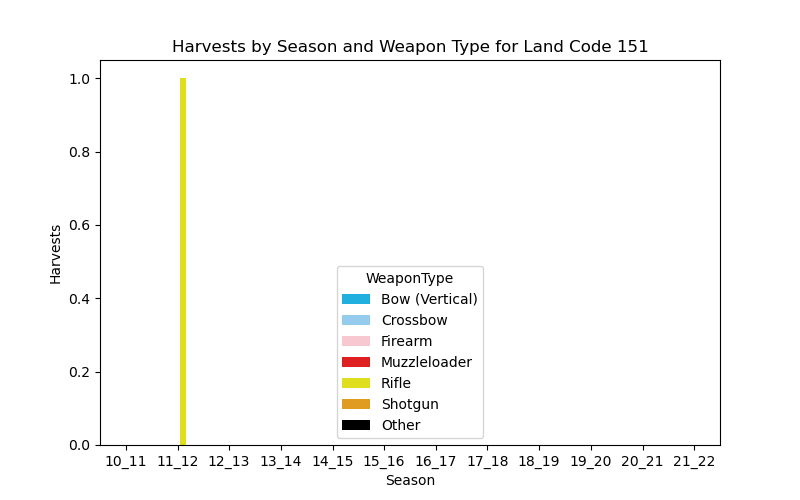 Harvests by Season and Weapon Type for Land Code 151
1.0
0.8
0.6
0.4
0.2
0.0
Harvests
WeaponType
Bow (Vertical)
Crossbow
Firearm
Muzzleloader
Rifle
Shotgun
Other
10_11 11_12 12_13 13_14 14_15 15_16 16_17 17_18 18_19 19_20 20_21 21_22
Season